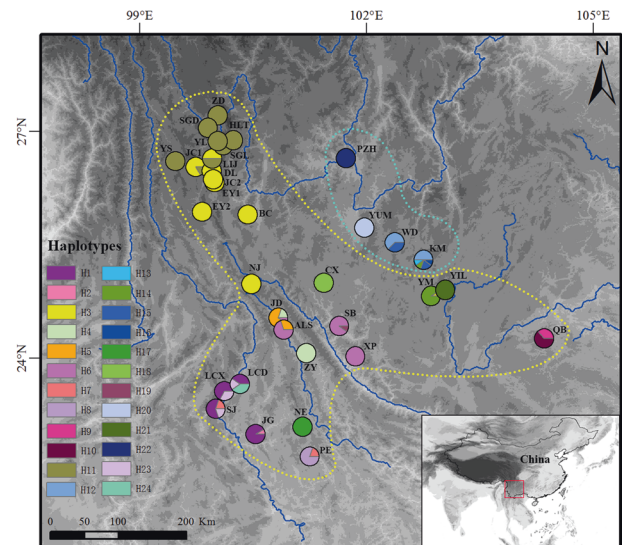 99°E 102°E 105°E
N
27°N
24°N
ZD
SGD
HLT
YL
SGL
JC1
YS
LIJ
DL
JC2
EY1
EY2
BC
PZH
YUM
WD
KM
NJ
CX
YM
YIL
JD
ALS
SB
QB
XP
ZY
LCX
LCD
SJ
JG
NE
PE
Haplotypes
H1 H13
H2 H14
H3 H15
H4 H16
H5 H17
H6 H18
H7 H19
H8 H20
H9 H21
H10 H22
H11 H23
H12 H24
0 50 100 200 Km
China